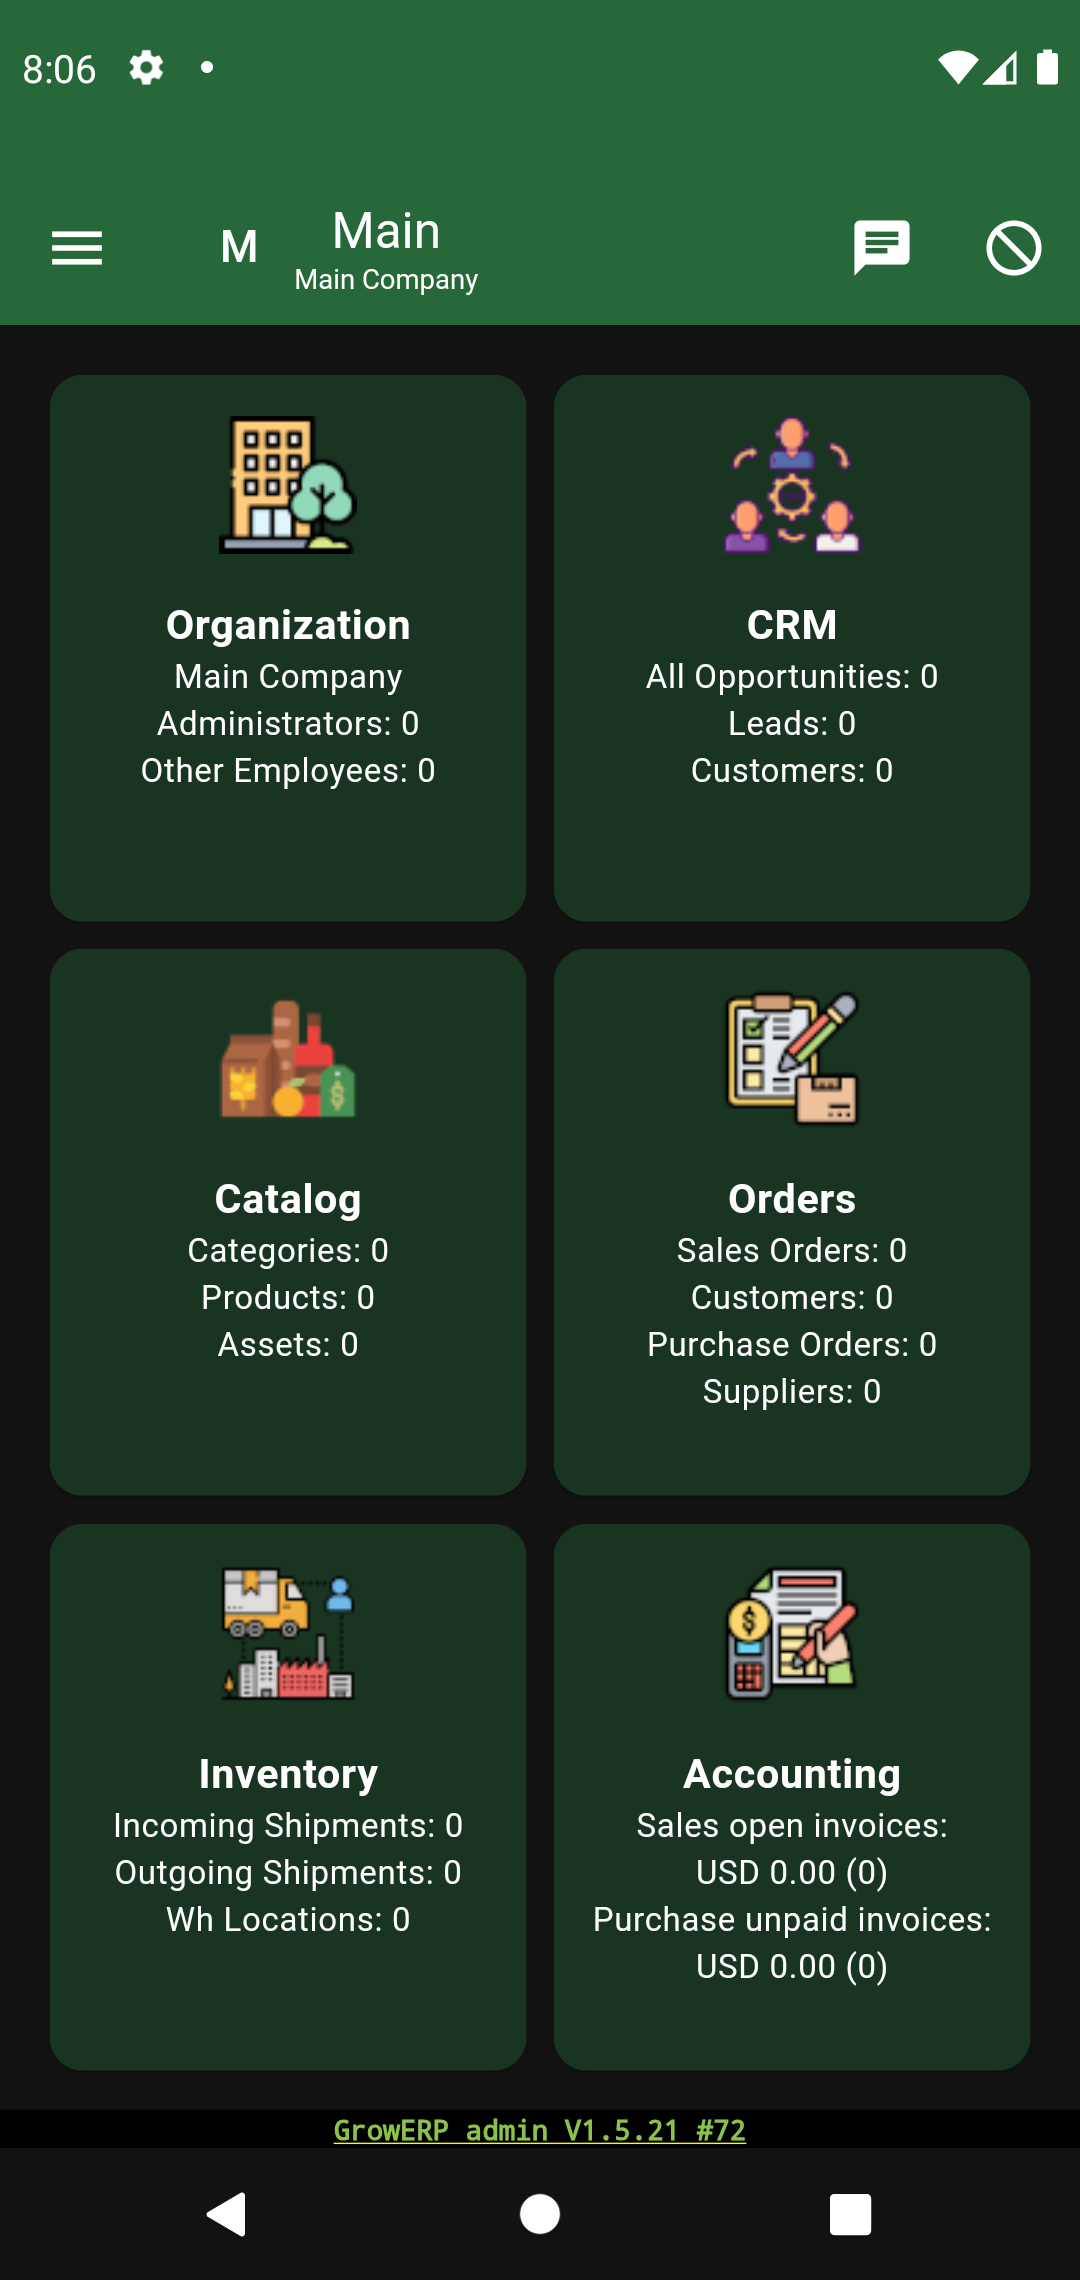 8:06
M
Main
Main Company
Organization
Main Company
Administrators: 0
Other Employees: 0
CRM
All Opportunities: 0
Leads: 0
Customers: 0
Catalog
Categories: 0
Products: 0
Assets: 0
Orders
Sales Orders: 0
Customers: 0
Purchase Orders: 0
Suppliers: 0
Inventory
Incoming Shipments: 0
Outgoing Shipments: 0
Wh Locations: 0
Accounting
Sales open invoices:
USD 0.00 (0)
Purchase unpaid invoices:
USD 0.00 (0)
GrowERP admin V1.5.21 #72